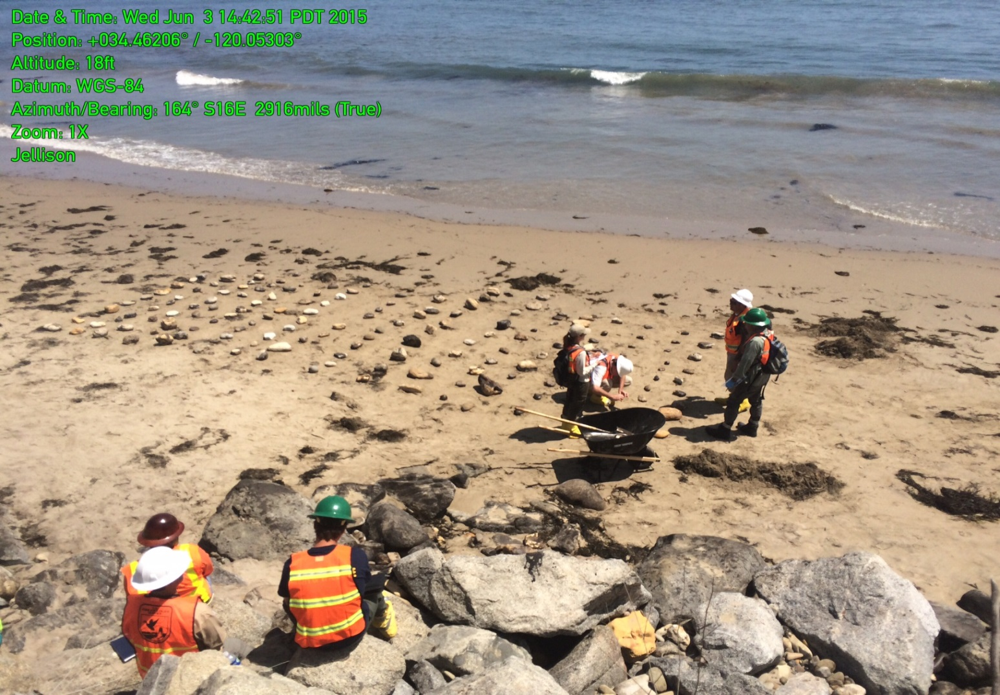 Date & Time: Wed Jun  3 14:42:51 PDT 2015
Position: +034.46206° / -120.05303°
Altitude: 18ft
Datum: WGS-84
Azimuth/Bearing: 164° S16E  2916mils (True)
Zoom: 1X
Jellison